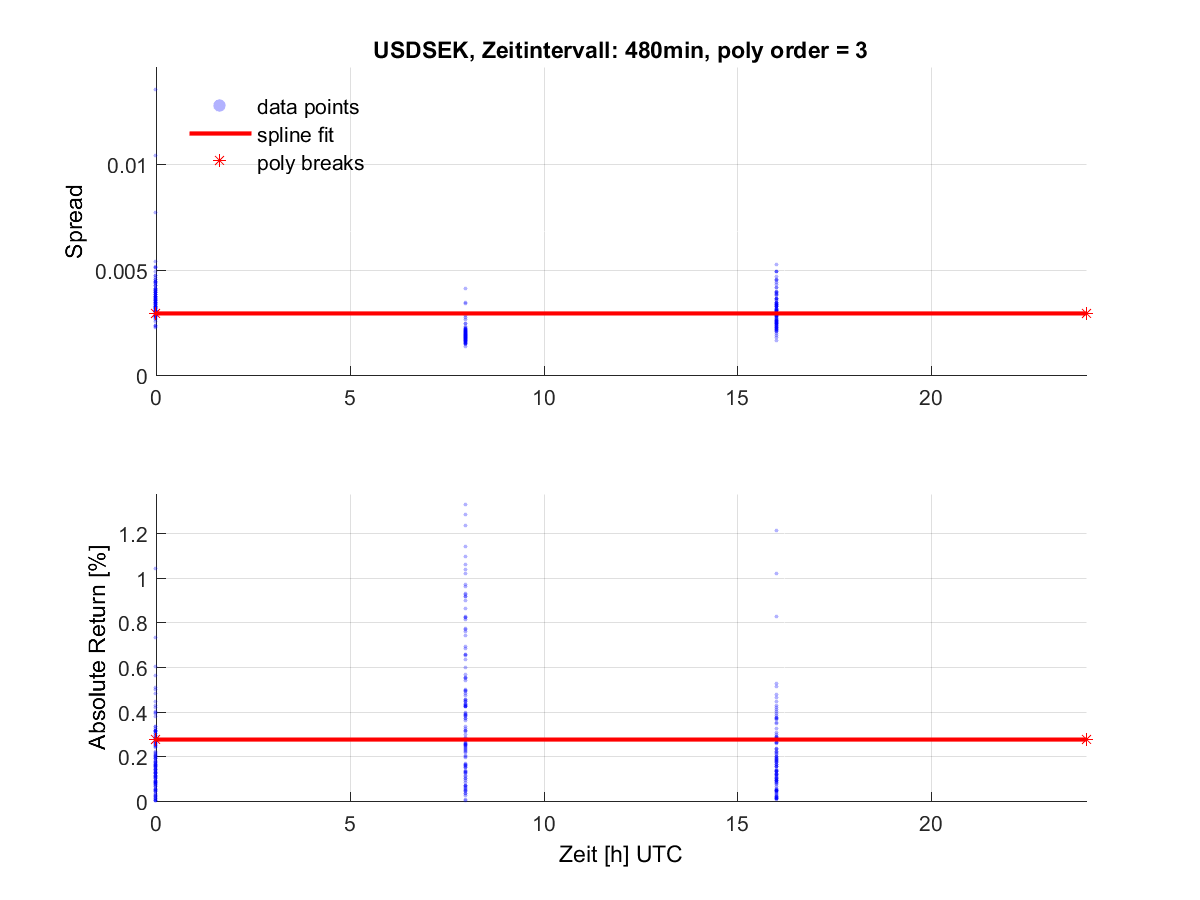 USDSEK, Zeitintervall: 480min, poly order = 3
data points
spline fit
poly breaks
Spread
0.01
0.005
0
0 5 10 15 20
Absolute Return [%]
1.2
1
0.8
0.6
0.4
0.2
0
0 5 10 15 20
Zeit [h] UTC